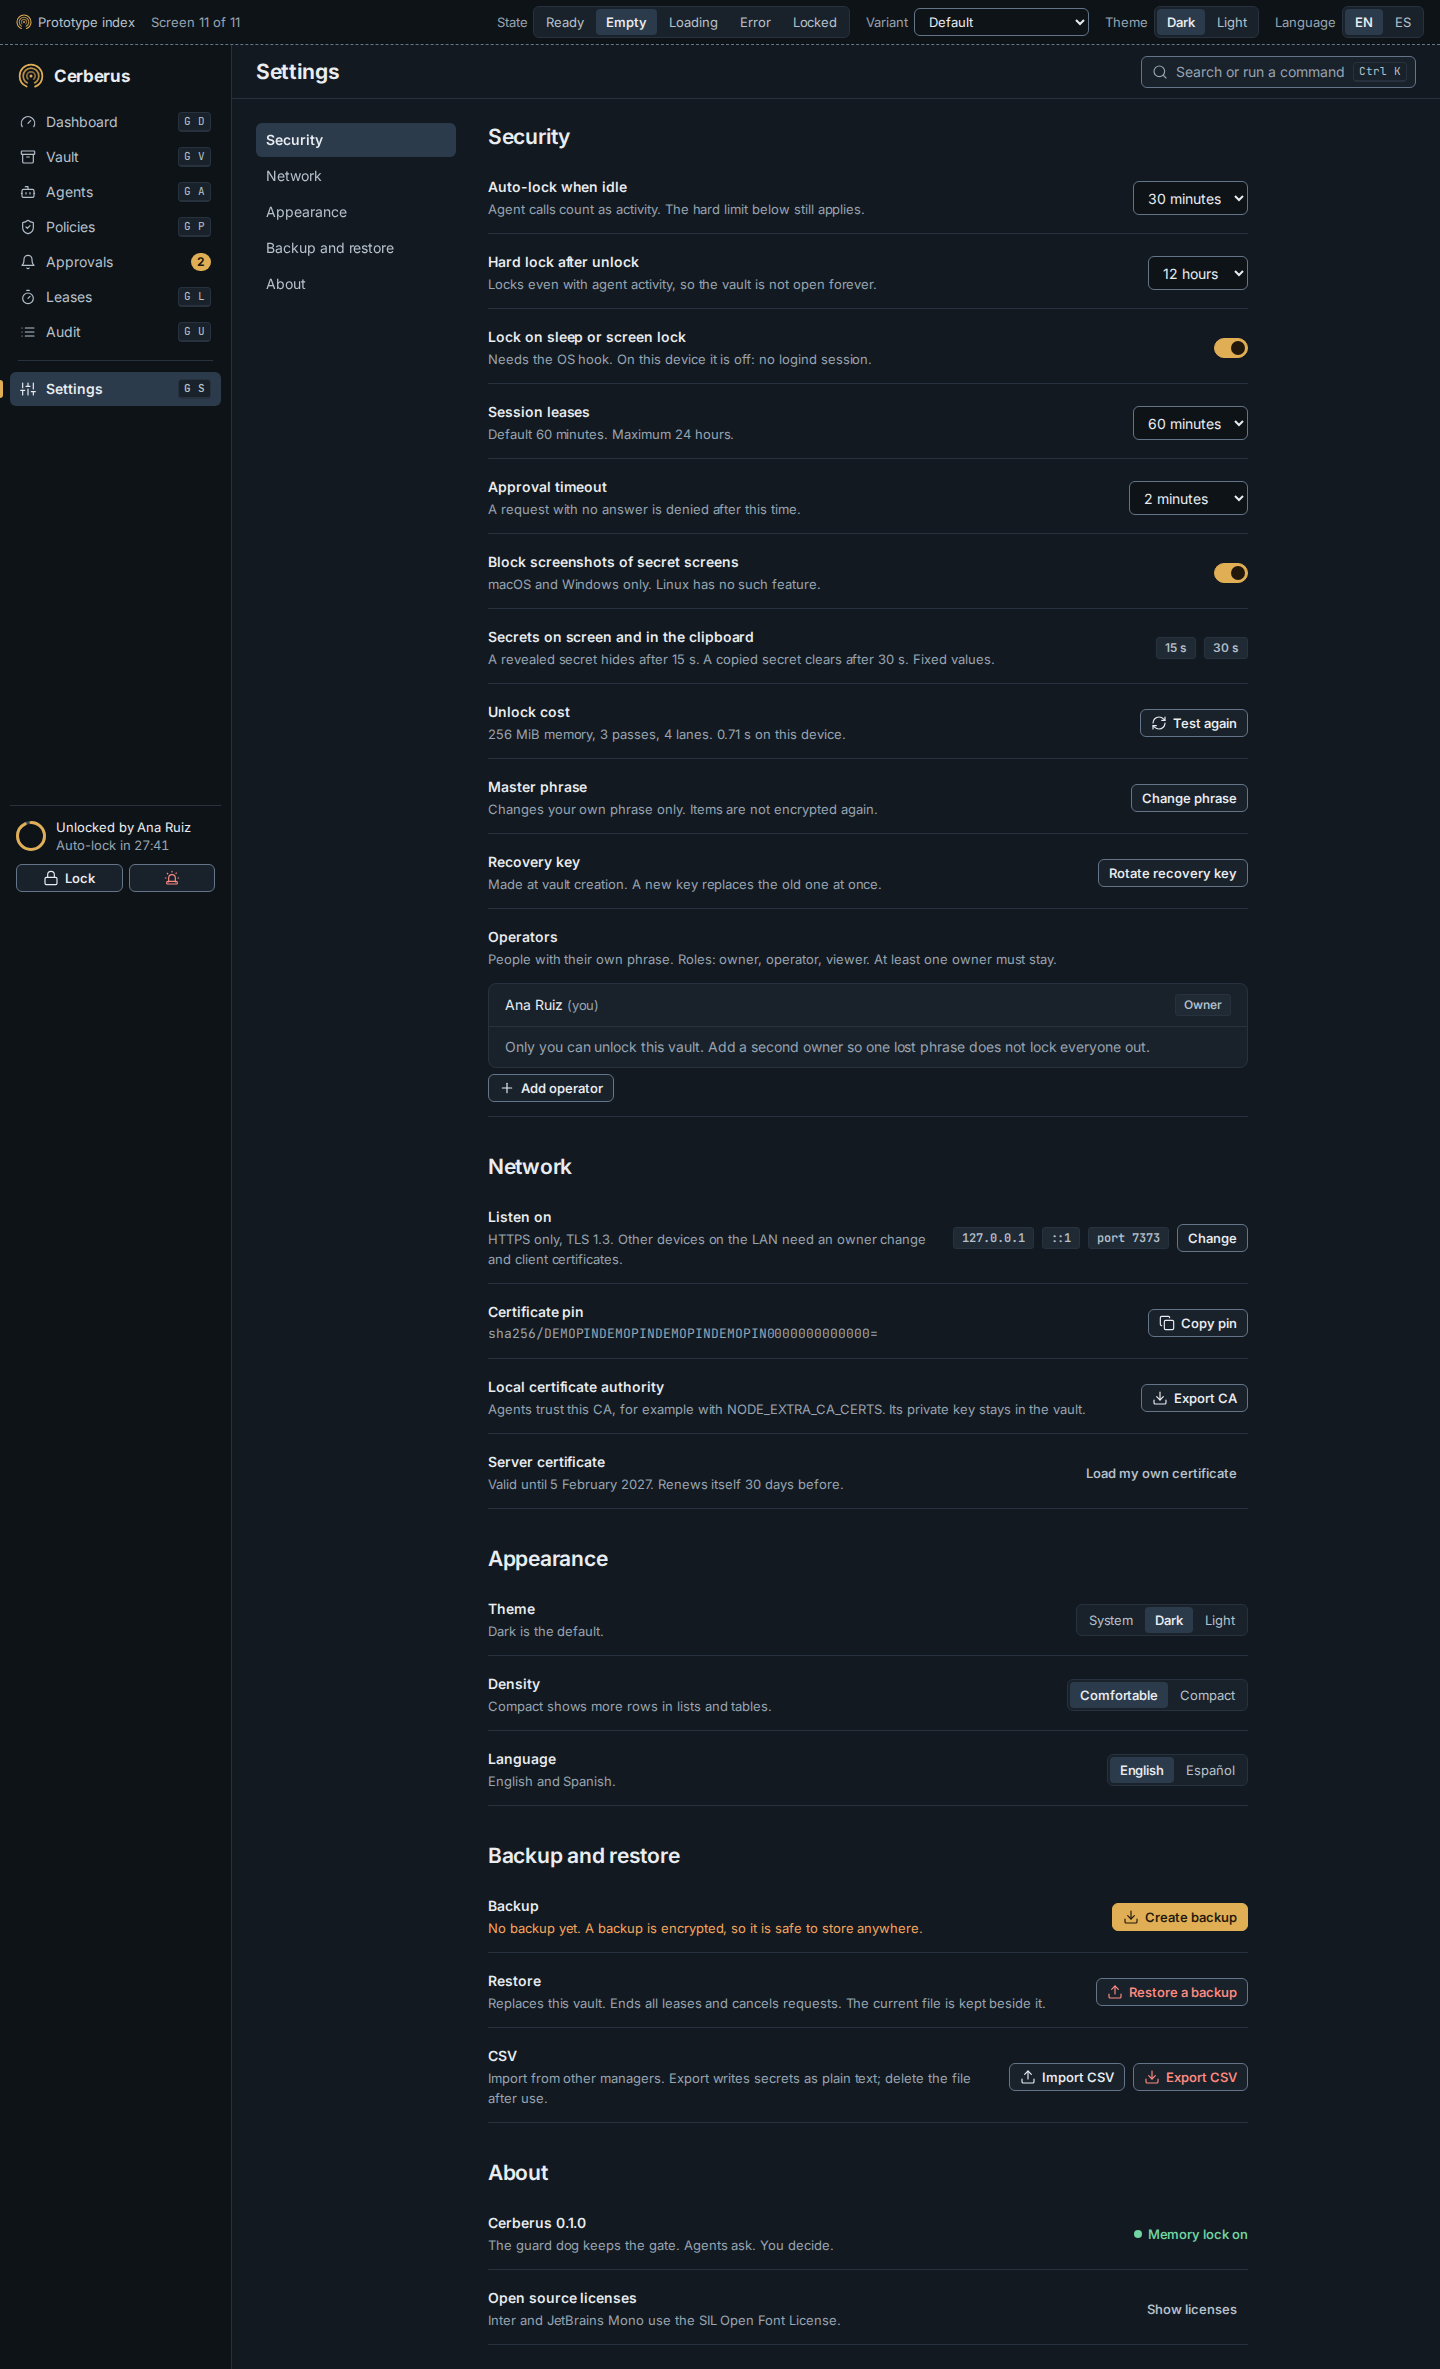 Prototype index
Screen 11 of 11
State
Ready
Empty
Loading
Error
Locked
Variant
Default
Theme
Dark
Light
Language
EN
ES
Cerberus
Dashboard
G D
Vault
G V
Agents
G A
Policies
G P
Approvals
2
Leases
G L
Audit
G U
Settings
G S
Unlocked by Ana Ruiz
Auto-lock in 27:41
Lock
Settings
Search or run a command
Ctrl K
Security
Network
Appearance
Backup and restore
About
Security
Auto-lock when idle
Agent calls count as activity. The hard limit below still applies.
30 minutes
Hard lock after unlock
Locks even with agent activity, so the vault is not open forever.
12 hours
Lock on sleep or screen lock
Needs the OS hook. On this device it is off: no logind session.
Session leases
Default 60 minutes. Maximum 24 hours.
60 minutes
Approval timeout
A request with no answer is denied after this time.
2 minutes
Block screenshots of secret screens
macOS and Windows only. Linux has no such feature.
Secrets on screen and in the clipboard
A revealed secret hides after 15 s. A copied secret clears after 30 s. Fixed values.
15 s
30 s
Unlock cost
256 MiB memory, 3 passes, 4 lanes. 0.71 s on this device.
Test again
Master phrase
Changes your own phrase only. Items are not encrypted again.
Change phrase
Recovery key
Made at vault creation. A new key replaces the old one at once.
Rotate recovery key
Operators
People with their own phrase. Roles: owner, operator, viewer. At least one owner must stay.
Ana Ruiz (you)
Owner
Only you can unlock this vault. Add a second owner so one lost phrase does not lock everyone out.
Add operator
Network
Listen on
HTTPS only, TLS 1.3. Other devices on the LAN need an owner change
and client certificates.
127.0.0.1
::1
port 7373
Change
Certificate pin
sha256/DEMOPINDEMOPINDEMOPINDEMOPIN0000000000000=
Copy pin
Local certificate authority
Agents trust this CA, for example with NODE_EXTRA_CA_CERTS. Its private key stays in the vault.
Export CA
Server certificate
Valid until 5 February 2027. Renews itself 30 days before.
Load my own certificate
Appearance
Theme
Dark is the default.
System
Dark
Light
Density
Compact shows more rows in lists and tables.
Comfortable
Compact
Language
English and Spanish.
English
Español
Backup and restore
Backup
No backup yet. A backup is encrypted, so it is safe to store anywhere.
Create backup
Restore
Replaces this vault. Ends all leases and cancels requests. The current file is kept beside it.
Restore a backup
CSV
Import from other managers. Export writes secrets as plain text; delete the file
after use.
Import CSV
Export CSV
About
Cerberus 0.1.0
The guard dog keeps the gate. Agents ask. You decide.
Memory lock on
Open source licenses
Inter and JetBrains Mono use the SIL Open Font License.
Show licenses